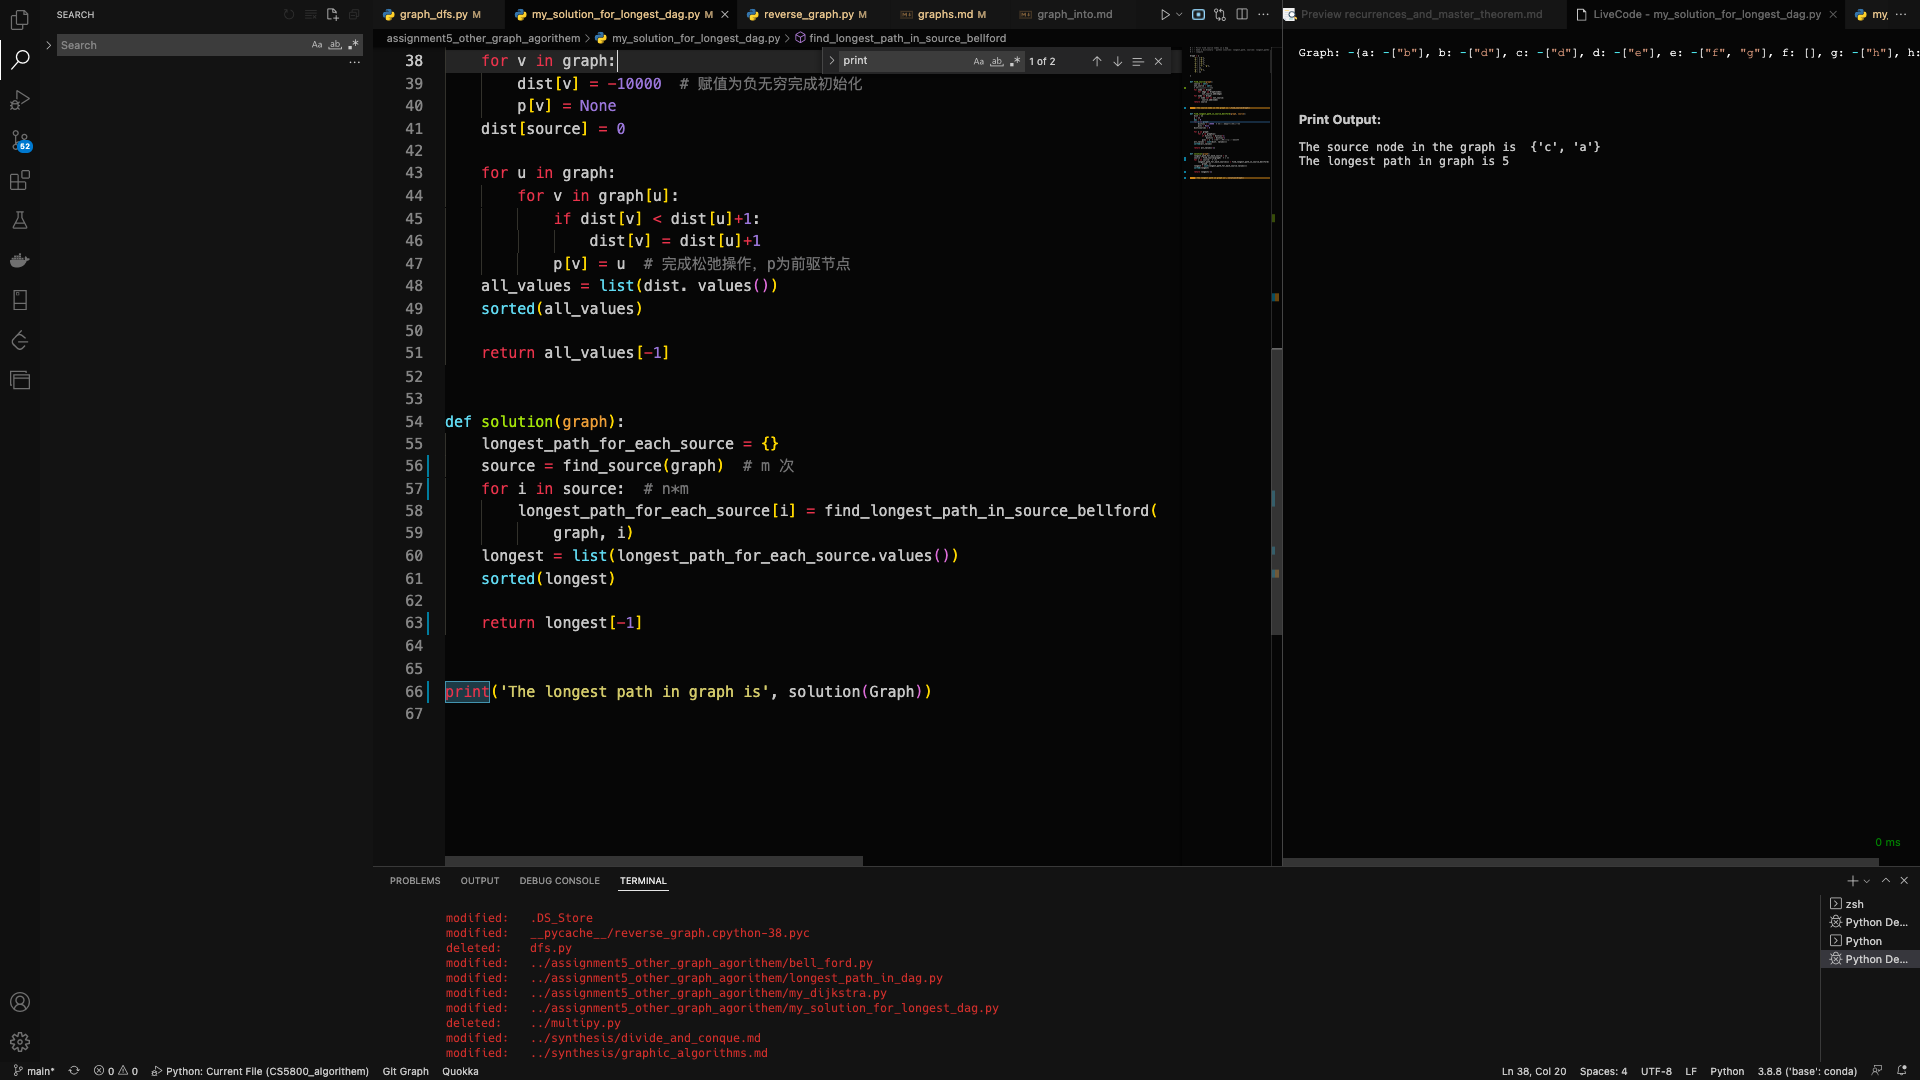 SEARCH
Search
Aa ab .*
graph_dfs.py M
my_solution_for_longest_dag.py M
reverse_graph.py M
graphs.md M
graph_into.md
Preview recurrences_and_master_theorem.md
LiveCode - my_solution_for_longest_dag.py
my
assignment5_other_graph_agorithem > my_solution_for_longest_dag.py > find_longest_path_in_source_bellford
print
Aa ab .*
1 of 2
38 for v in graph:
39 dist[v] = -10000 # 赋值为负无穷完成初始化
40 p[v] = None
41 dist[source] = 0
42
43 for u in graph:
44 for v in graph[u]:
45 if dist[v] < dist[u]+1:
46 dist[v] = dist[u]+1
47 p[v] = u # 完成松弛操作，p为前驱节点
48 all_values = list(dist. values())
49 sorted(all_values)
50
51 return all_values[-1]
52
53
54 def solution(graph):
55 longest_path_for_each_source = {}
56 source = find_source(graph) # m 次
57 for i in source: # n*m
58 longest_path_for_each_source[i] = find_longest_path_in_source_bellford(
59 graph, i)
60 longest = list(longest_path_for_each_source.values())
61 sorted(longest)
62
63 return longest[-1]
64
65
66 print('The longest path in graph is', solution(Graph))
67
Graph: -{a: -["b"], b: -["d"], c: -["d"], d: -["e"], e: -["f", "g"], f: [], g: -["h"], h:
Print Output:
The source node in the graph is  {'c', 'a'}
The longest path in graph is 5
0 ms
52
PROBLEMS OUTPUT DEBUG CONSOLE TERMINAL
modified: .DS_Store
modified: __pycache__/reverse_graph.cpython-38.pyc
deleted: dfs.py
modified: ../assignment5_other_graph_agorithem/bell_ford.py
modified: ../assignment5_other_graph_agorithem/longest_path_in_dag.py
modified: ../assignment5_other_graph_agorithem/my_dijkstra.py
modified: ../assignment5_other_graph_agorithem/my_solution_for_longest_dag.py
deleted: ../multipy.py
modified: ../synthesis/divide_and_conque.md
modified: ../synthesis/graphic_algorithms.md
zsh
Python De...
Python
Python De...
main* 0 0 Python: Current File (CS5800_algorithem) Git Graph Quokka
Ln 38, Col 20 Spaces: 4 UTF-8 LF Python 3.8.8 ('base': conda)